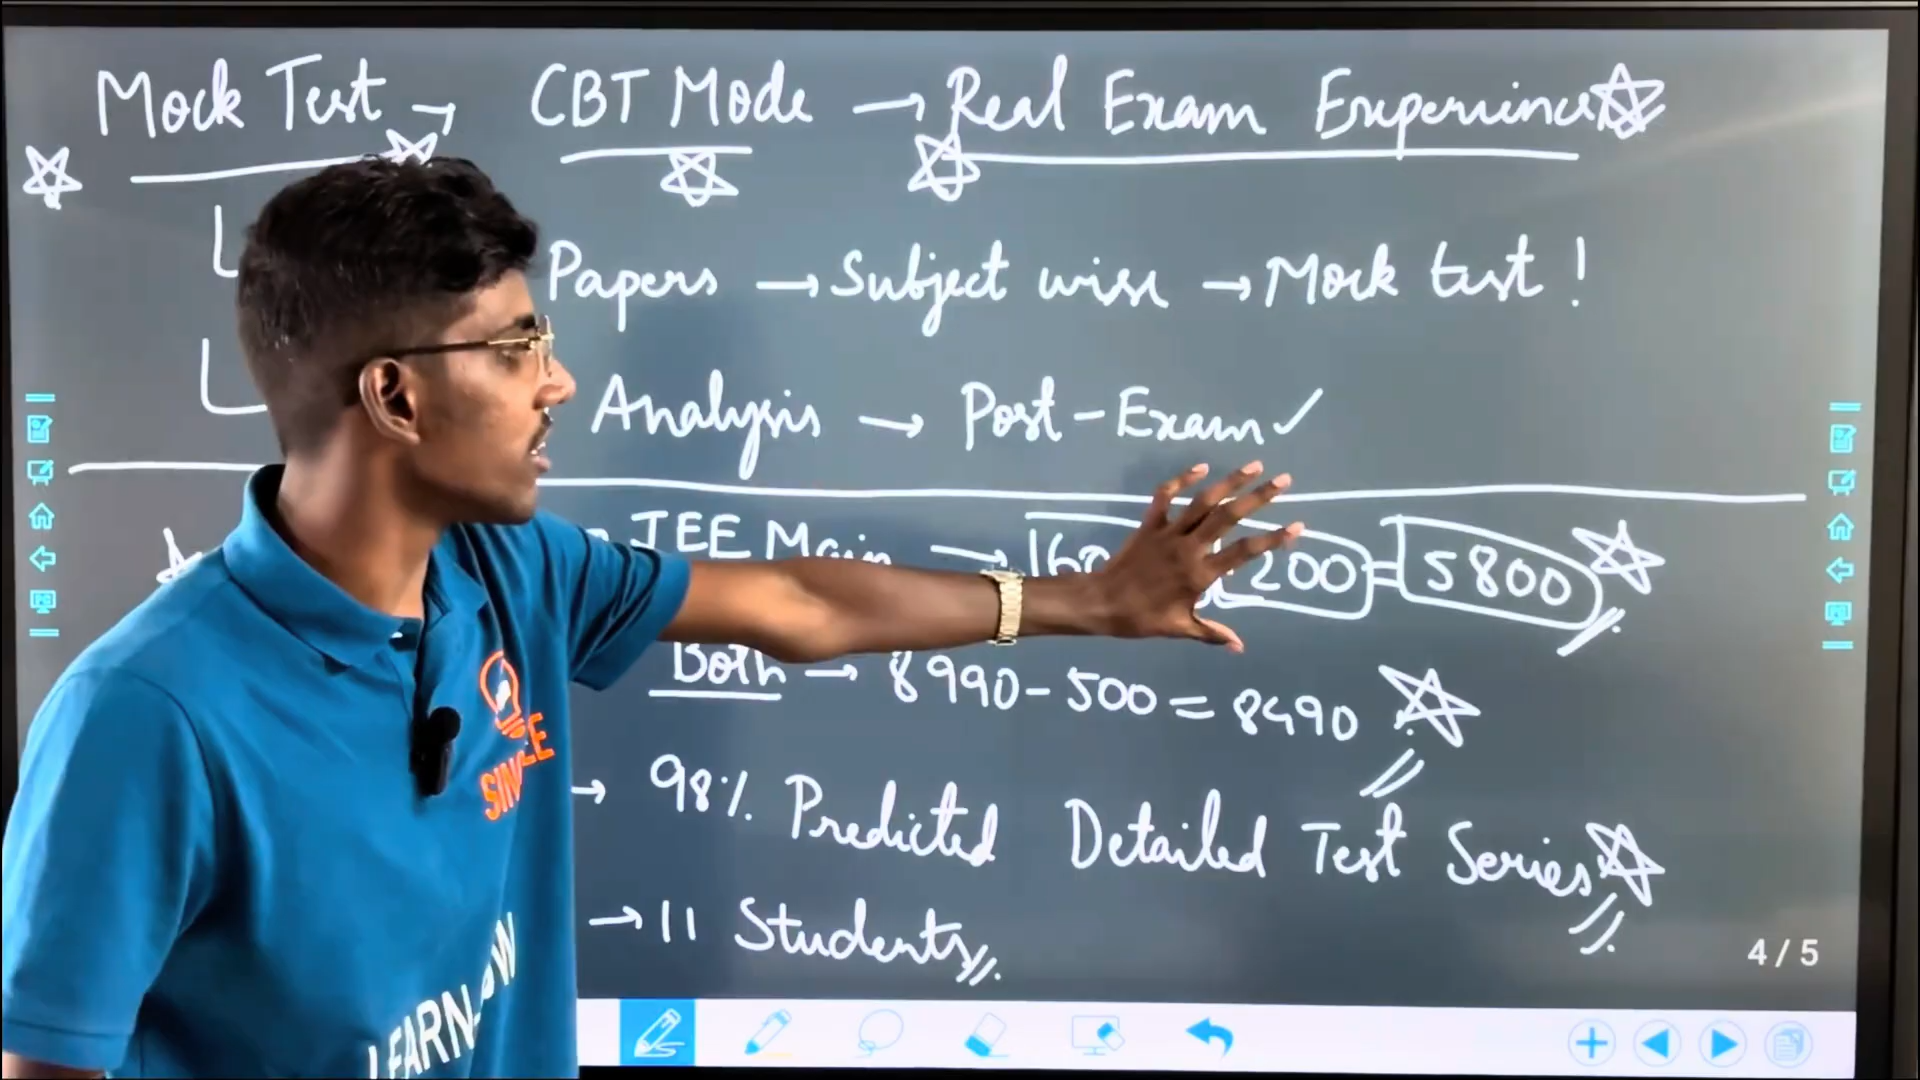 Mock Test → CBT Mode → Real Exam Experience
Papers → Subject wise → Mock test !
Analysis → Post-Exam ✓
JEE Main → 200 = 5800
Both → 8990 - 500 = 8490
→ 98% Predicted Detailed Test Series
→ 11 Students
4 / 5
LEARN